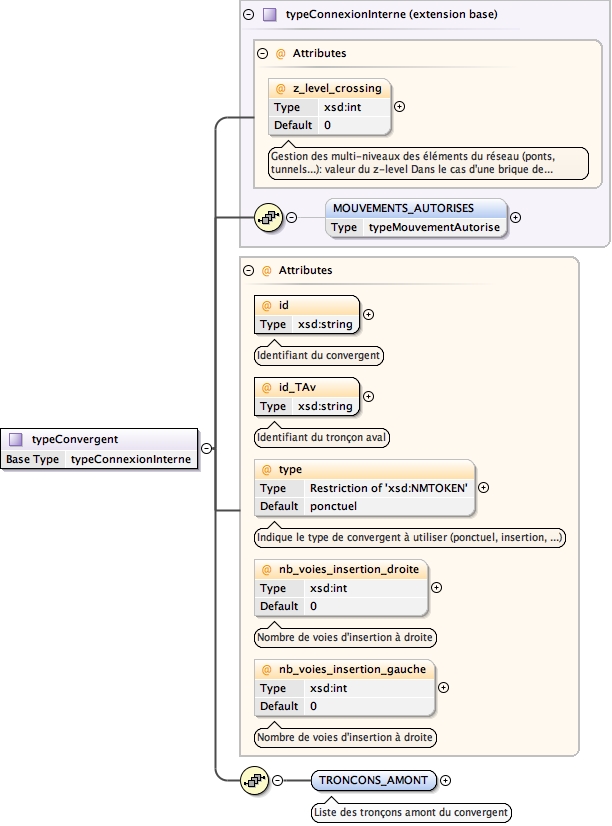 typeConnexionInterne (extension base)
@ Attributes
@ z_level_crossing
Type xsd:int
Default 0
Gestion des multi-niveaux des éléments du réseau (ponts,
tunnels...): valeur du z-level Dans le cas d'une brique de...
MOUVEMENTS_AUTORISES
Type typeMouvementAutorise
@ Attributes
@ id
Type xsd:string
Identifiant du convergent
@ id_TAv
Type xsd:string
Identifiant du tronçon aval
typeConvergent
Base Type typeConnexionInterne
@ type
Type Restriction of 'xsd:NMTOKEN'
Default ponctuel
Indique le type de convergent à utiliser (ponctuel, insertion, ...)
@ nb_voies_insertion_droite
Type xsd:int
Default 0
Nombre de voies d'insertion à droite
@ nb_voies_insertion_gauche
Type xsd:int
Default 0
Nombre de voies d'insertion à droite
TRONCONS_AMONT
Liste des tronçons amont du convergent